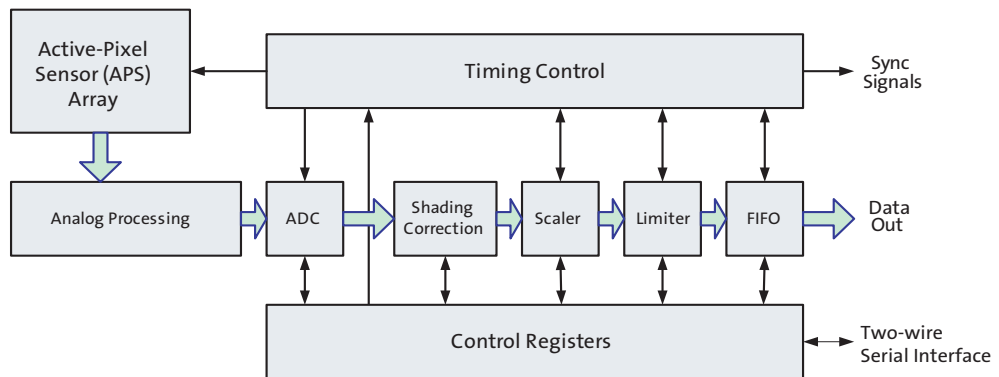 Active-Pixel
Sensor (APS)
Array
Timing Control
Sync
Signals
Analog Processing
ADC
Shading
Correction
Scaler
Limiter
FIFO
Data
Out
Control Registers
Two-wire
Serial Interface